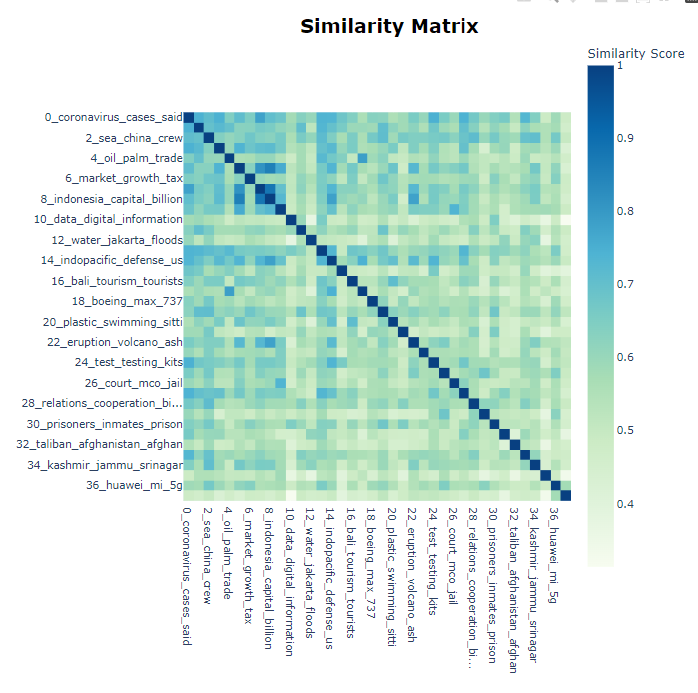 Similarity Matrix
Similarity Score
1
0.9
0.8
0.7
0.6
0.5
0.4
0_coronavirus_cases_said
2_sea_china_crew
4_oil_palm_trade
6_market_growth_tax
8_indonesia_capital_billion
10_data_digital_information
12_water_jakarta_floods
14_indopacific_defense_us
16_bali_tourism_tourists
18_boeing_max_737
20_plastic_swimming_sitti
22_eruption_volcano_ash
24_test_testing_kits
26_court_mco_jail
28_relations_cooperation_bi...
30_prisoners_inmates_prison
32_taliban_afghanistan_afghan
34_kashmir_jammu_srinagar
36_huawei_mi_5g
0_coronavirus_cases_said
2_sea_china_crew
4_oil_palm_trade
6_market_growth_tax
8_indonesia_capital_billion
10_data_digital_information
12_water_jakarta_floods
14_indopacific_defense_us
16_bali_tourism_tourists
18_boeing_max_737
20_plastic_swimming_sitti
22_eruption_volcano_ash
24_test_testing_kits
26_court_mco_jail
28_relations_cooperation_bi...
30_prisoners_inmates_prison
32_taliban_afghanistan_afghan
34_kashmir_jammu_srinagar
36_huawei_mi_5g